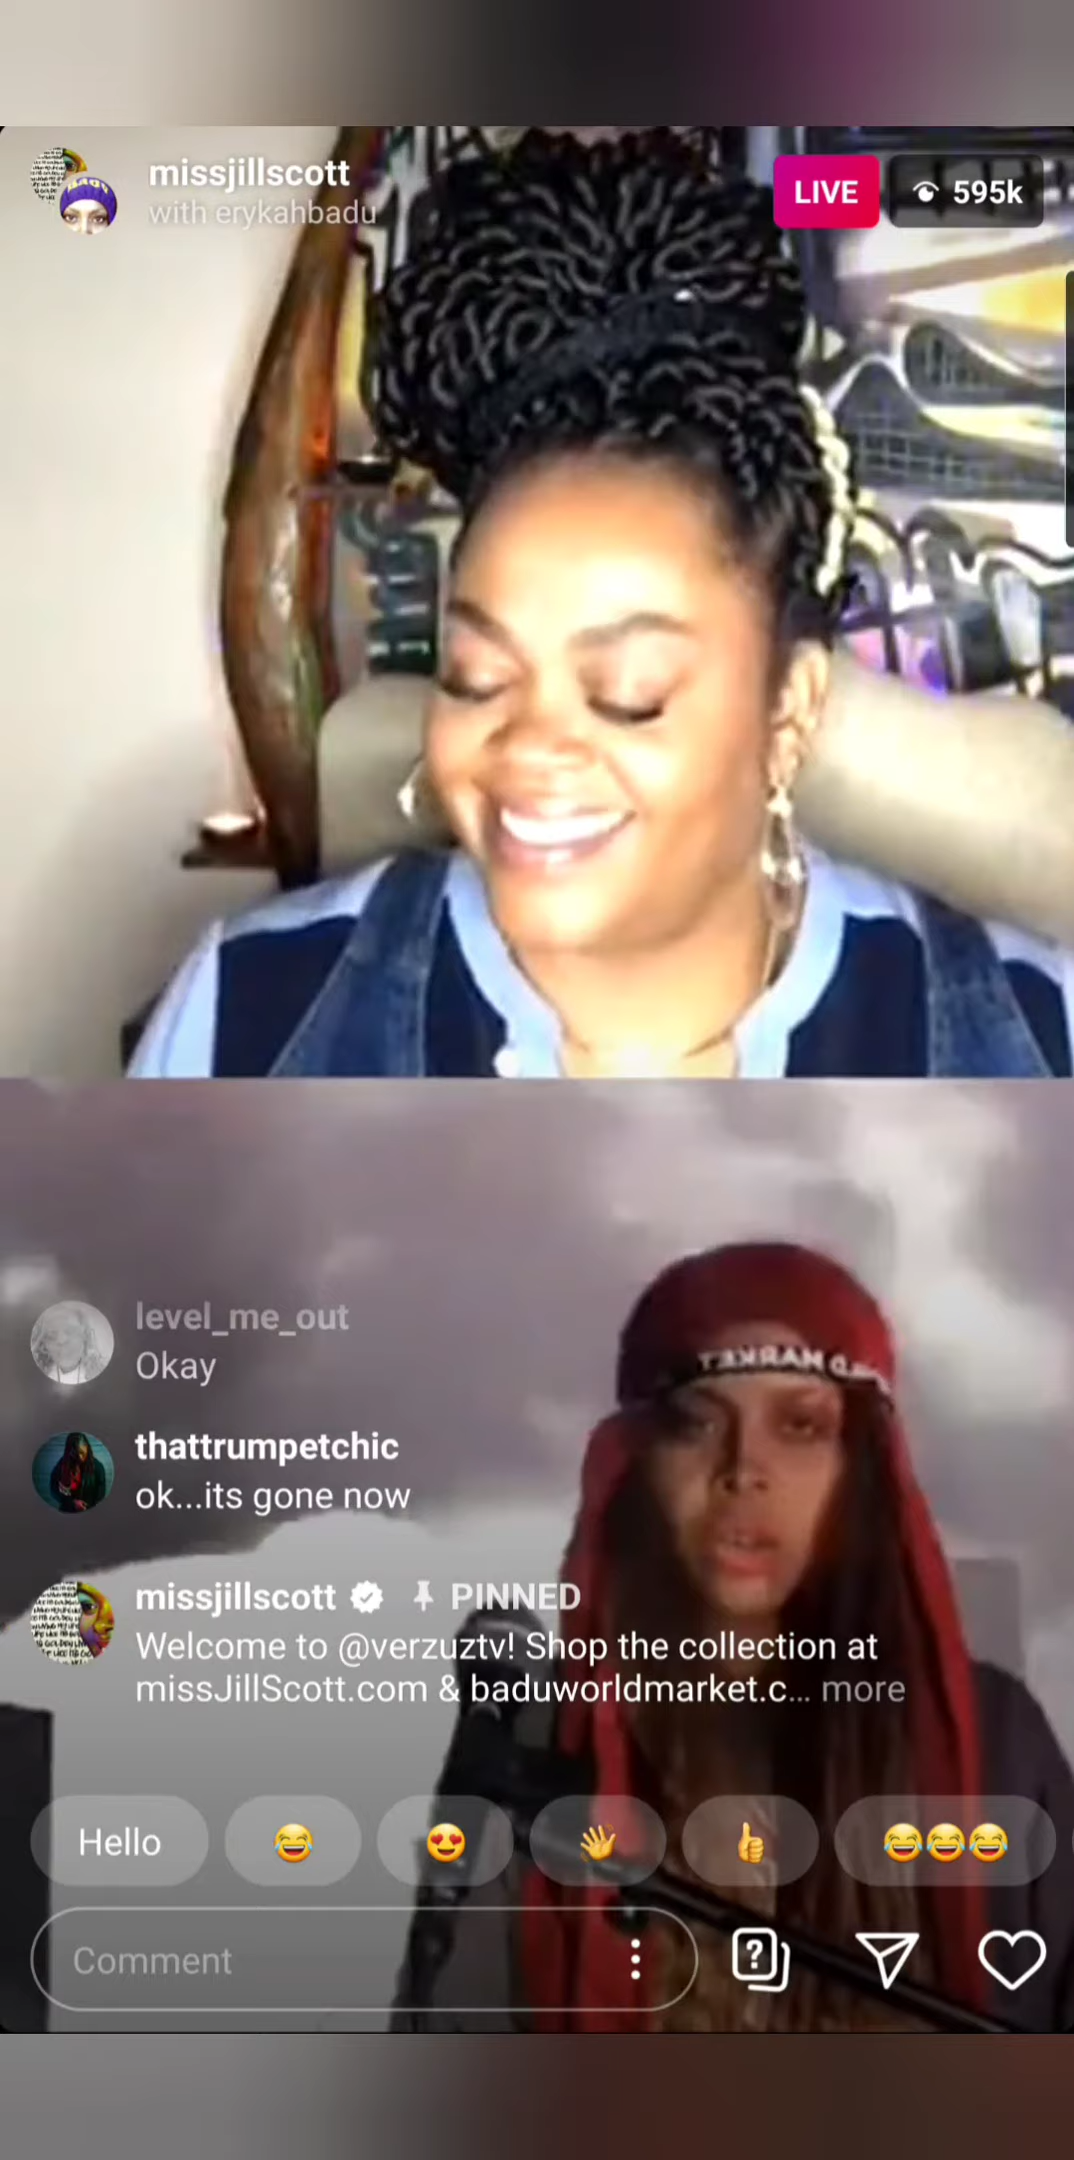 missjillscott
with erykahbadu
LIVE
595k
level_me_out
Okay
thattrumpetchic
ok...its gone now
missjillscott PINNED
Welcome to @verzuztv! Shop the collection at
missJillScott.com & baduworldmarket.c... more
Hello
Comment